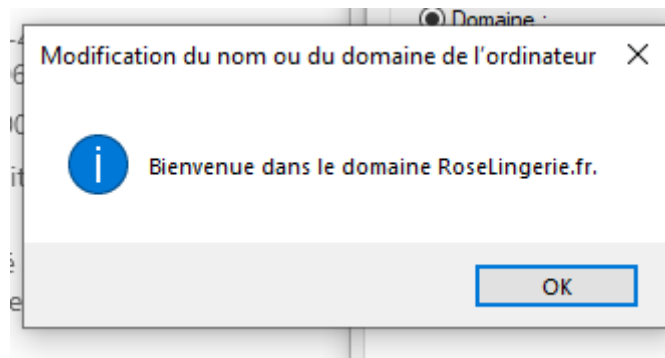 Domaine :
Modification du nom ou du domaine de l'ordinateur
Bienvenue dans le domaine RoseLingerie.fr.
OK